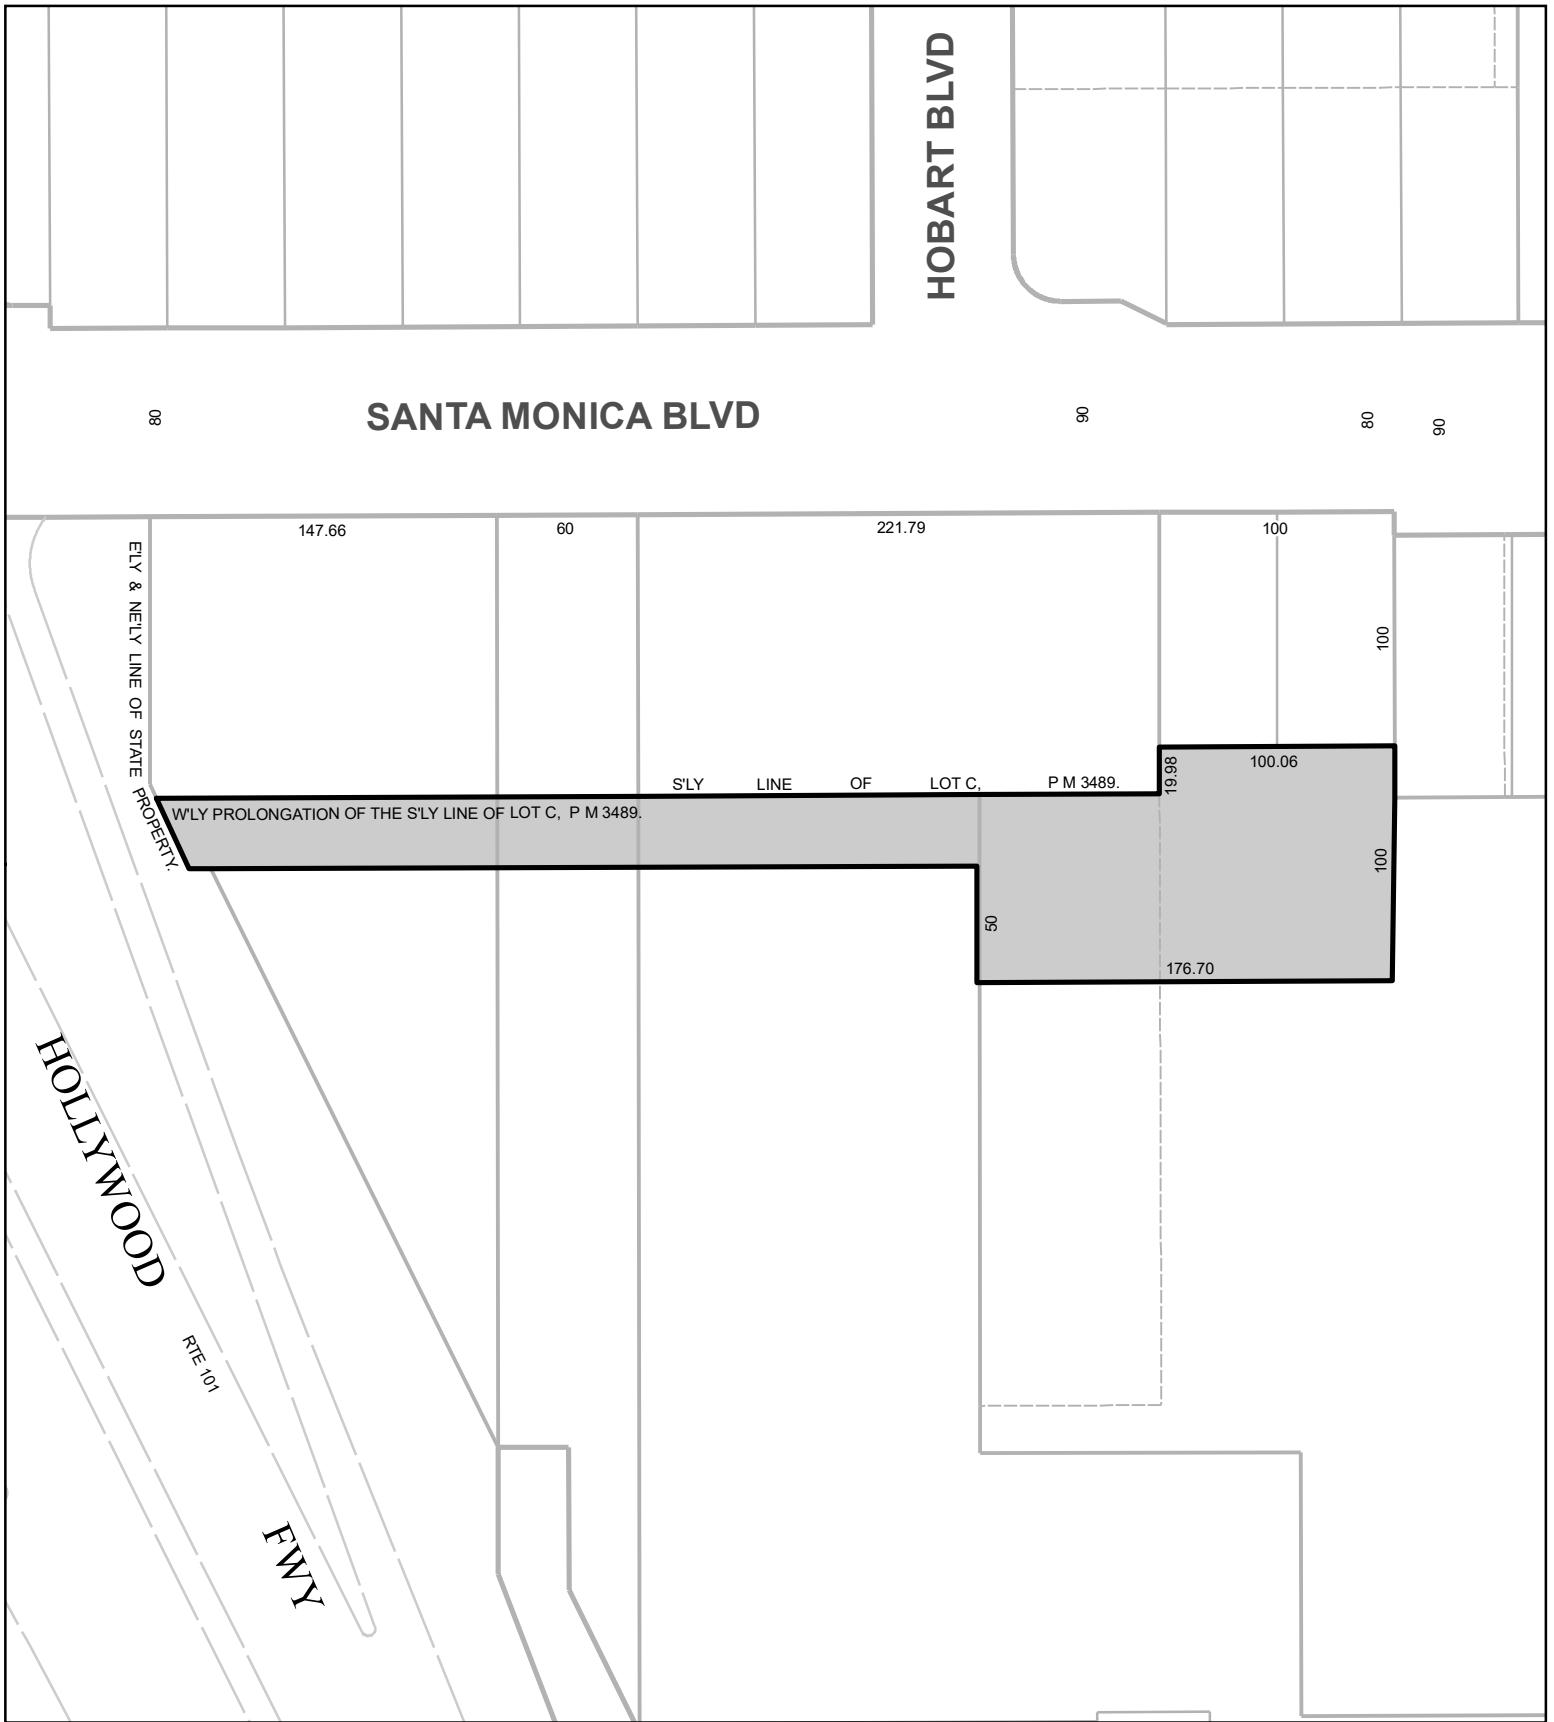 HOBART BLVD
SANTA MONICA BLVD
80
90
80
90
147.66
60
221.79
100
E'LY & NE'LY LINE OF STATE PROPERTY.
100
S'LY LINE OF LOT C, P M 3489.
19.98
100.06
W'LY PROLONGATION OF THE S'LY LINE OF LOT C, P M 3489.
100
50
176.70
HOLLYWOOD
RTE 101
FWY